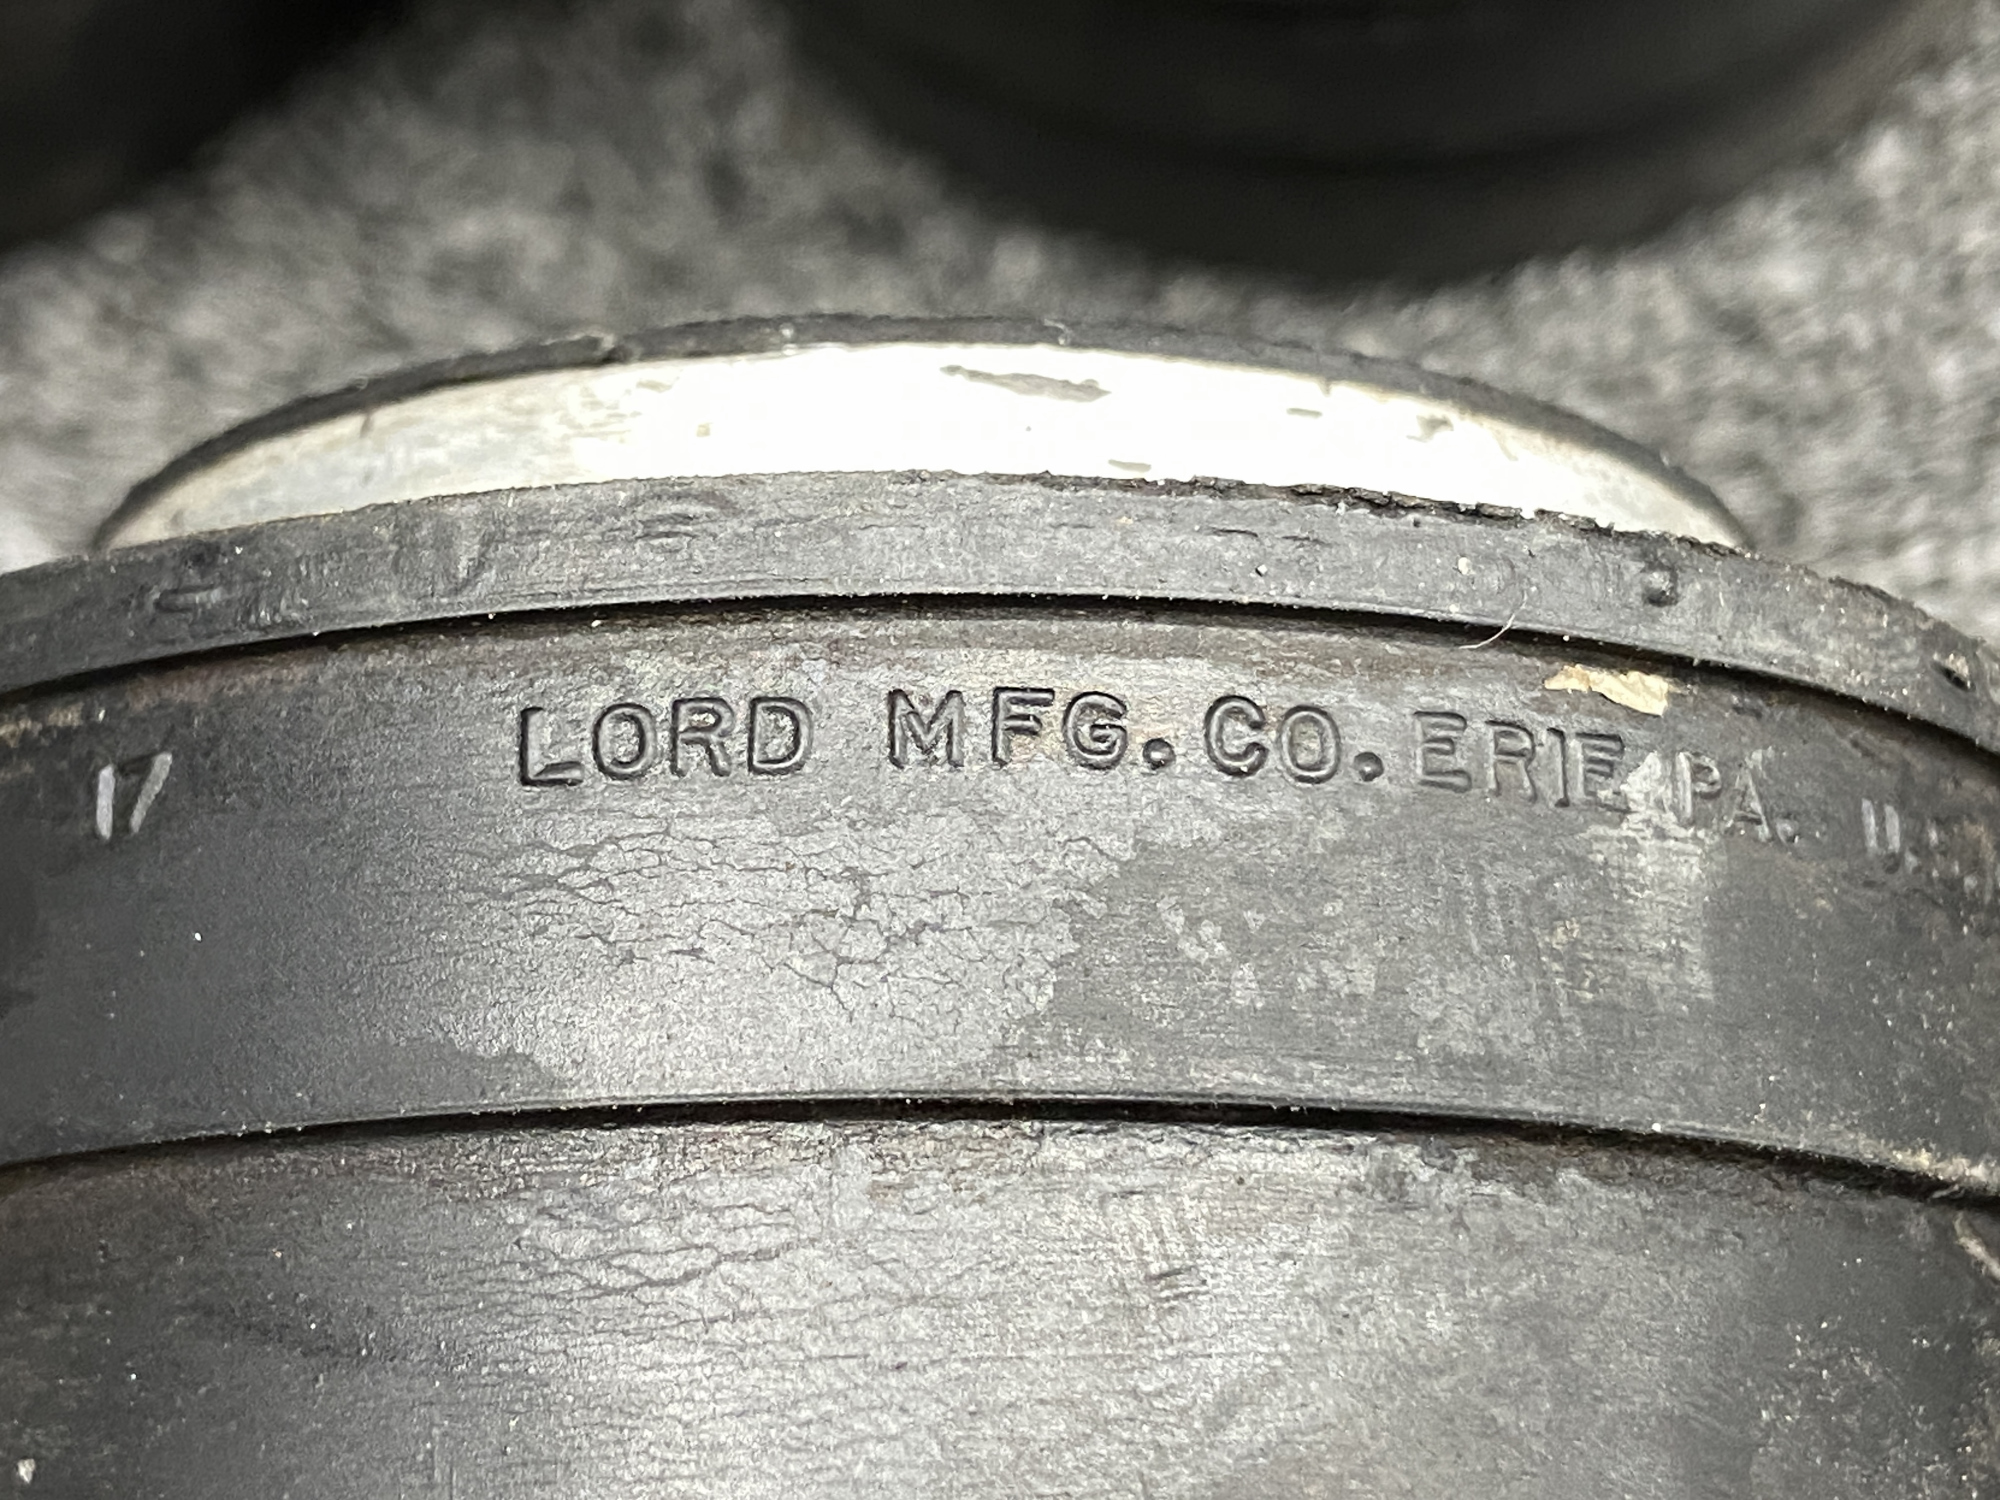 17 LORD MFG. CO. ERIE, PA. U.S.